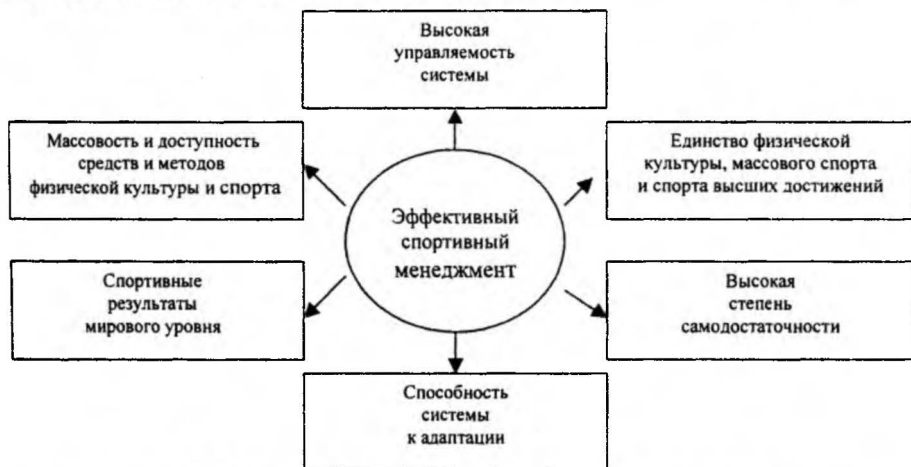 Высокая
управляемость
системы
Массовость и доступность
средств и методов
физической культуры и спорта
Единство физической
культуры, массового спорта
и спорта высших достижений
Эффективный
спортивный
менеджмент
Спортивные
результаты
мирового уровня
Высокая
степень
самодостаточности
Способность
системы
к адаптации